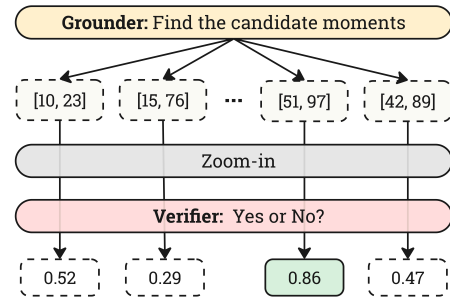 Grounder: Find the candidate moments
[10, 23] [15, 76] ... [51, 97] [42, 89]
Zoom-in
Verifier: Yes or No?
0.52 0.29 0.86 0.47